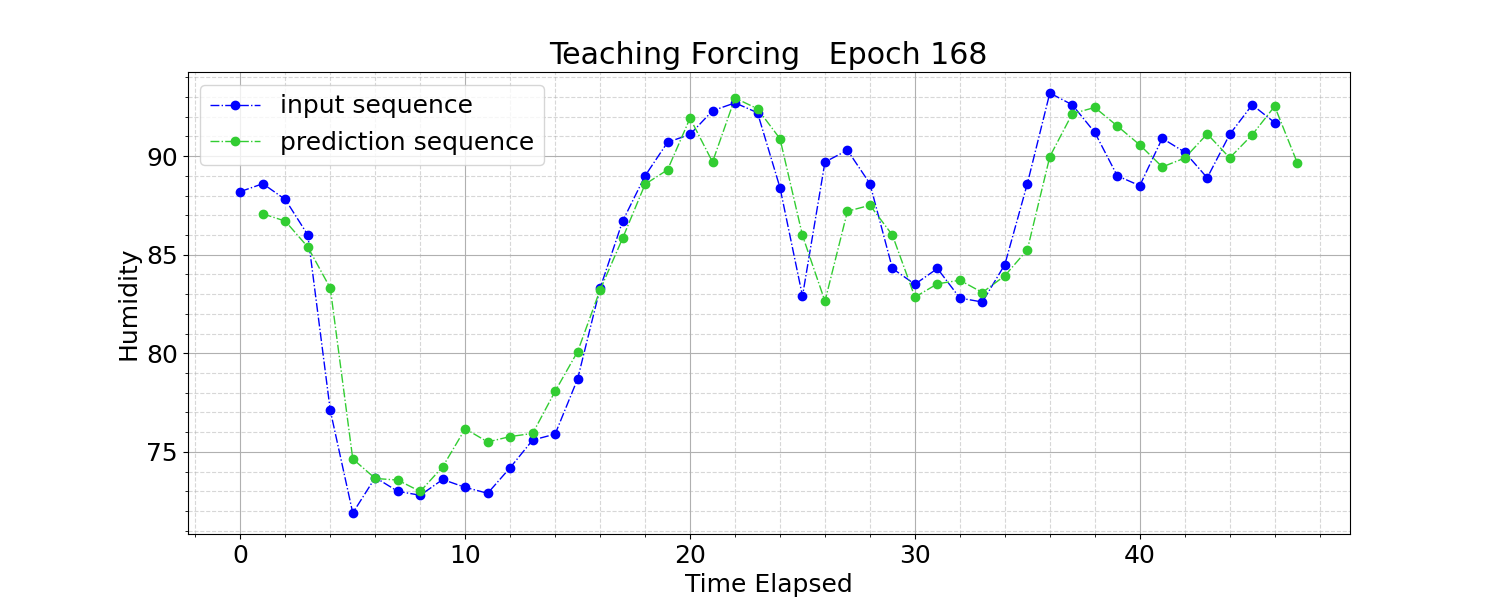 Teaching Forcing   Epoch 168
input sequence
prediction sequence
Humidity
90
85
80
75
0 10 20 30 40
Time Elapsed